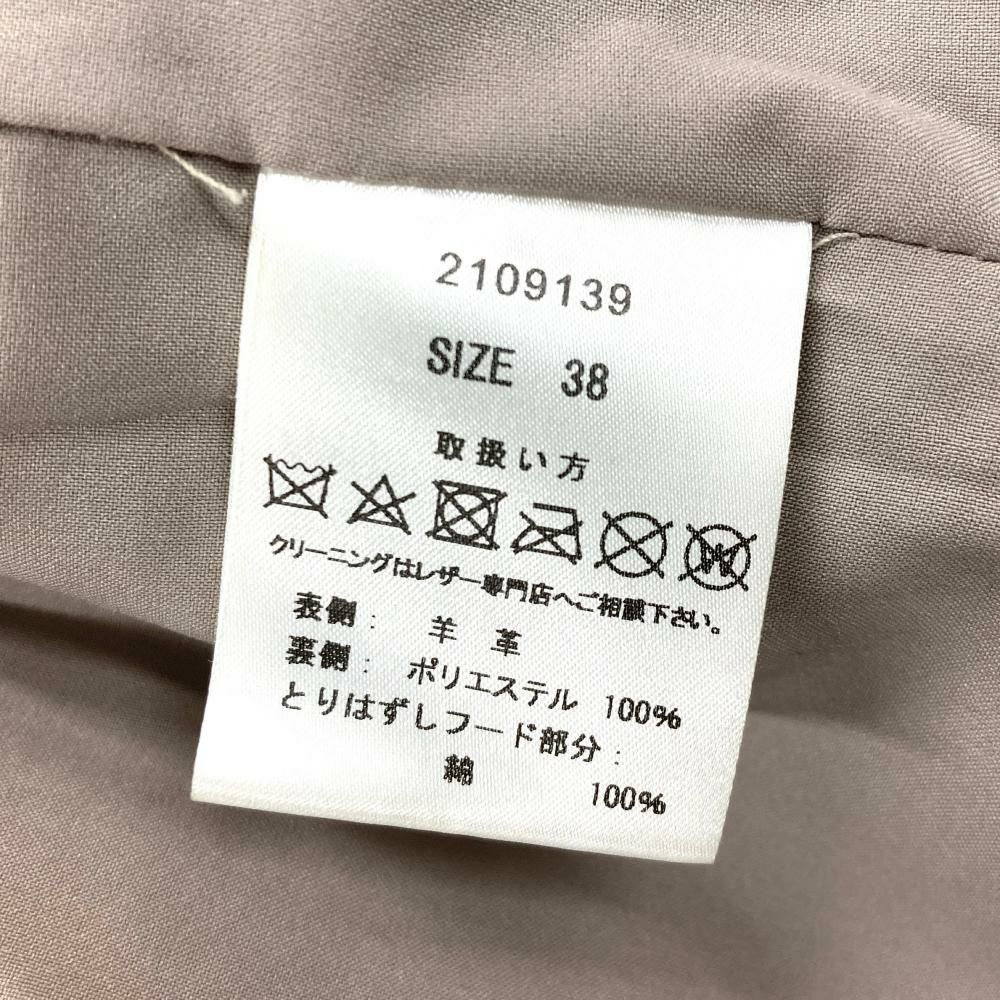 2109139
SIZE 38
取扱い方
W
クリーニングはレザー専門店へご相談下さい。
表側： 羊 革
裏側： ポリエステル 100%
とりはずしフード部分：
綿 100%